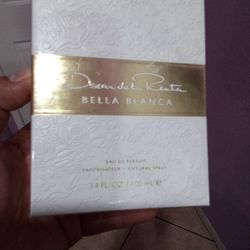 Oscar de la Renta
BELLA BLANCA
EAU DE PARFUM
VAPORISATEUR - NATURAL SPRAY
3.4 FL.OZ./100 mL ℮